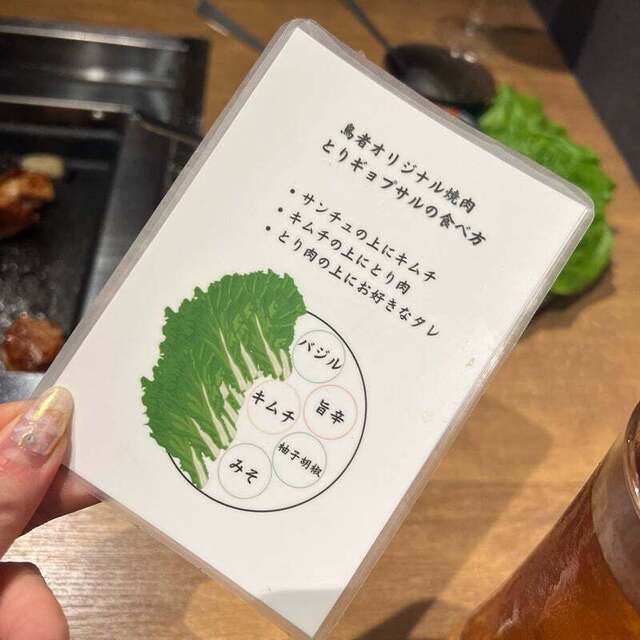 鳥者オリジナル焼肉
とりギョプサルの食べ方
• サンチュの上にキムチ
• キムチの上にとり肉
• とり肉の上にお好きなタレ
バジル
キムチ
旨辛
みそ
柚子胡椒